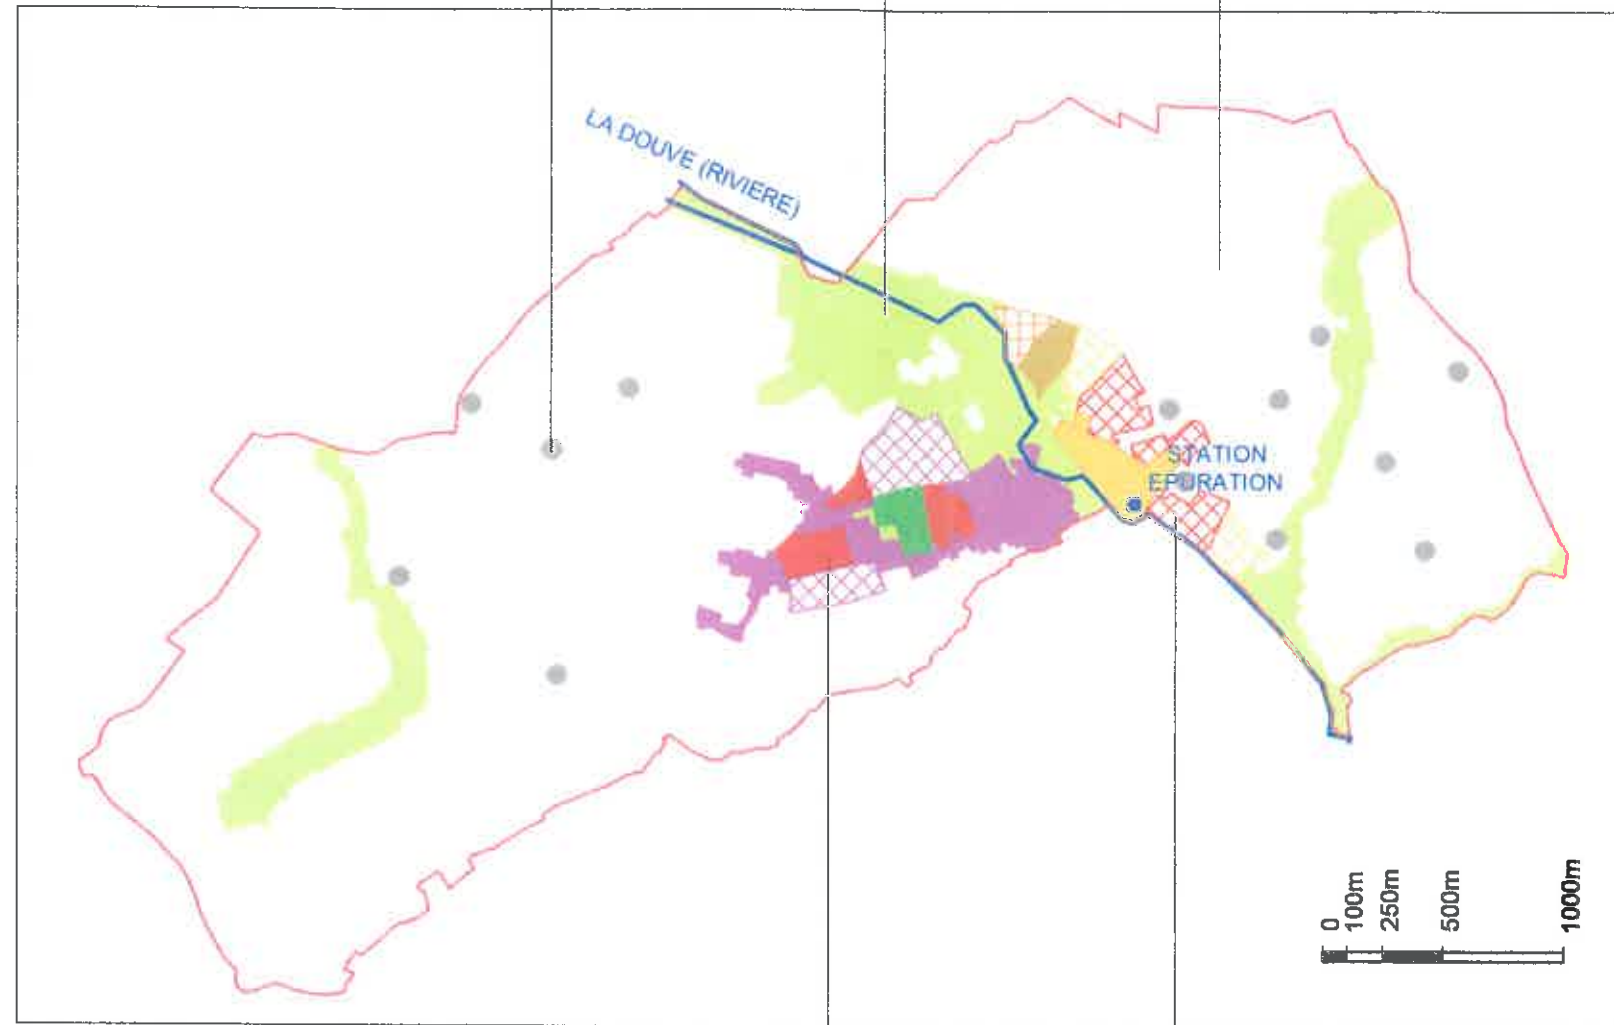 LA DOUVE (RIVIERE)
STATION
EPURATION
0
100m
250m
500m
1000m